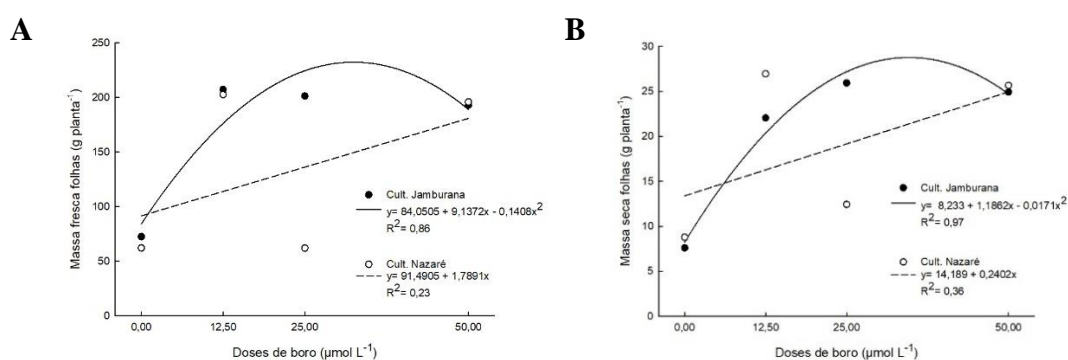 A
Massa fresca folhas (g planta⁻¹)
250
200
150
100
50
0
Cult. Jamburana
y= 84,0505 + 9,1372x - 0,1408x²
R²= 0,86
Cult. Nazaré
y= 91,4905 + 1,7891x
R²= 0,23
0,00 12,50 25,00 50,00
Doses de boro (µmol L⁻¹)
B
Massa seca folhas (g planta⁻¹)
30
25
20
15
10
5
0
Cult. Jamburana
y= 8,233 + 1,1862x - 0,0171x²
R²= 0,97
Cult. Nazaré
y= 14,189 + 0,2402x
R²= 0,36
0,00 12,50 25,00 50,00
Doses de boro (µmol L⁻¹)